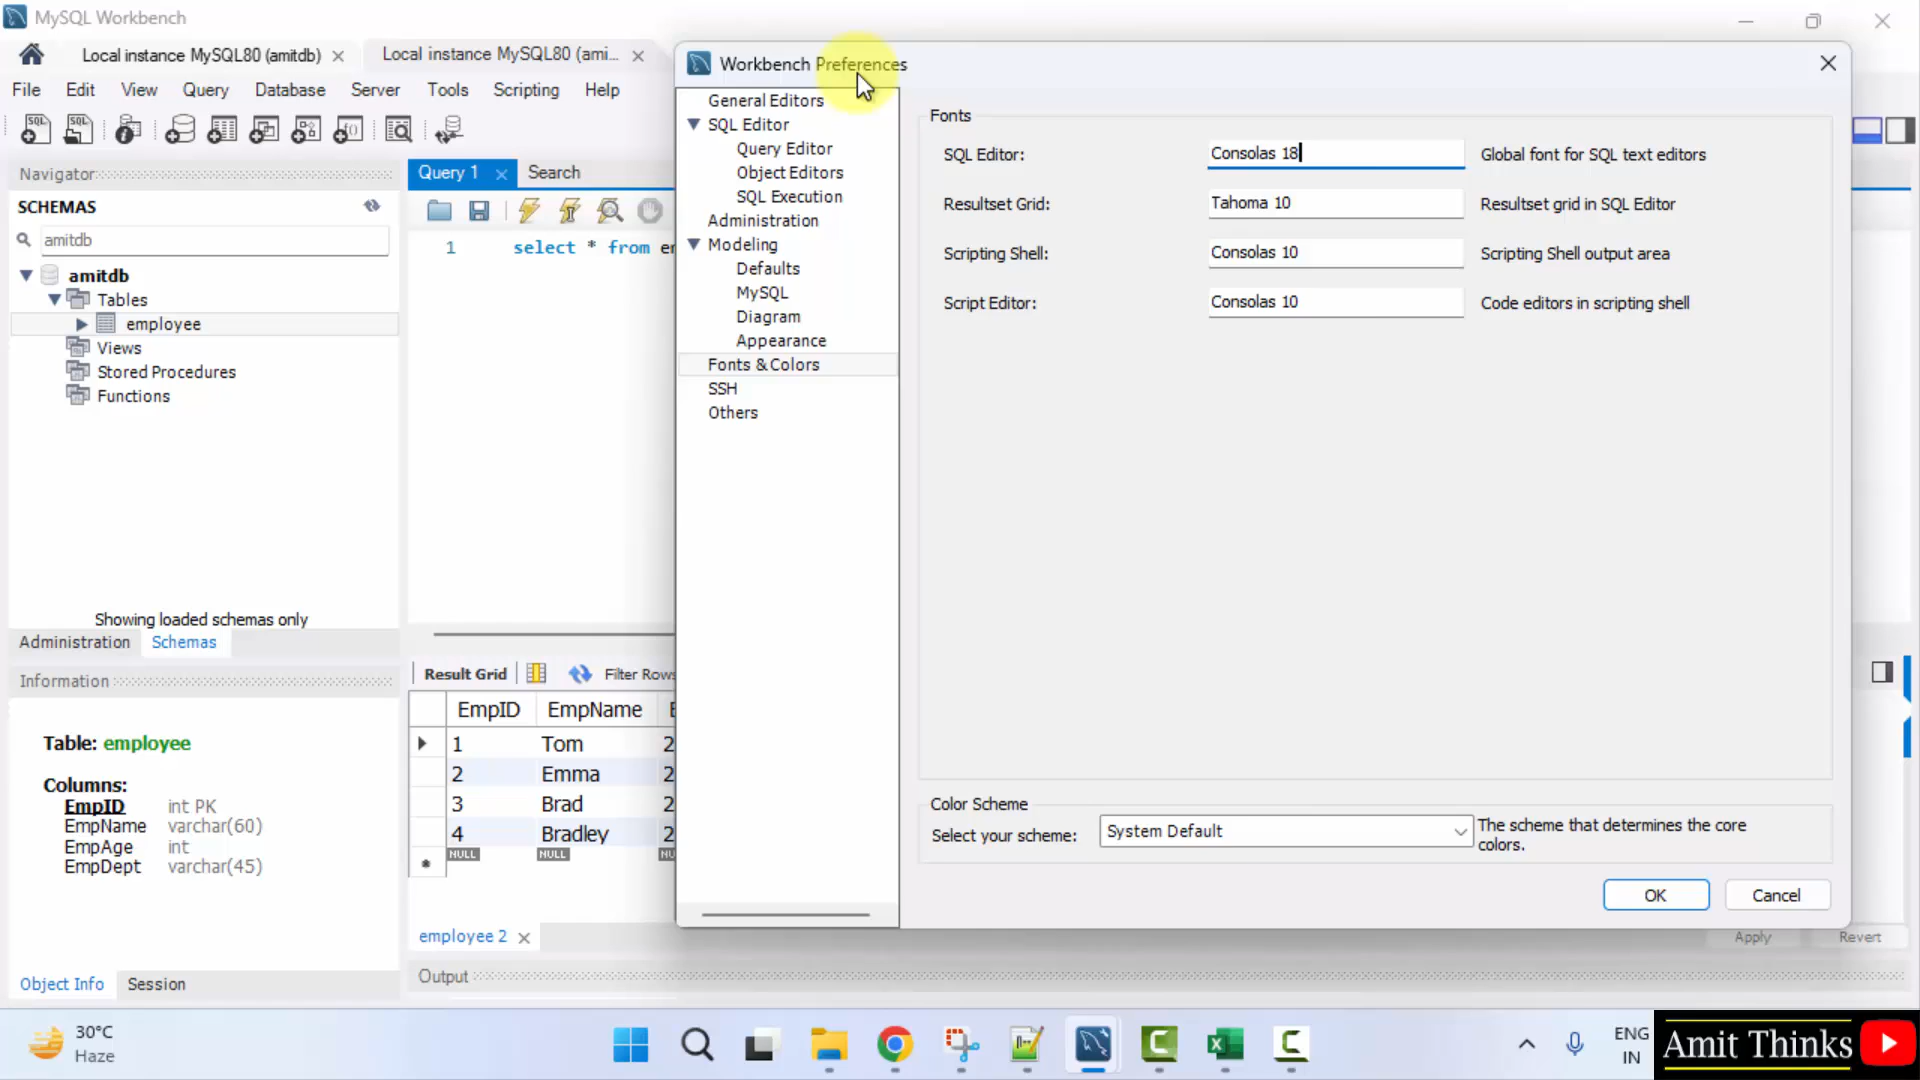 MySQL Workbench
Local instance MySQL80 (amitdb)
Local instance MySQL80 (ami...
File Edit View Query Database Server Tools Scripting Help
Navigator
SCHEMAS
amitdb
amitdb
Tables
employee
Views
Stored Procedures
Functions
Showing loaded schemas only
Administration Schemas
Information
Table: employee
Columns:
EmpID int PK
EmpName varchar(60)
EmpAge int
EmpDept varchar(45)
Object Info Session
Query 1 Search
1 select * from
Result Grid Filter Rows
EmpID EmpName
1 Tom 2
2 Emma 2
3 Brad 2
4 Bradley 2
NULL NULL
employee 2
Output
Apply Revert
Workbench Preferences
General Editors
SQL Editor
Query Editor
Object Editors
SQL Execution
Administration
Modeling
Defaults
MySQL
Diagram
Appearance
Fonts & Colors
SSH
Others
Fonts
SQL Editor: Consolas 18 Global font for SQL text editors
Resultset Grid: Tahoma 10 Resultset grid in SQL Editor
Scripting Shell: Consolas 10 Scripting Shell output area
Script Editor: Consolas 10 Code editors in scripting shell
Color Scheme
Select your scheme: System Default The scheme that determines the core
colors.
OK Cancel
30°C
Haze
ENG
IN
Amit Thinks